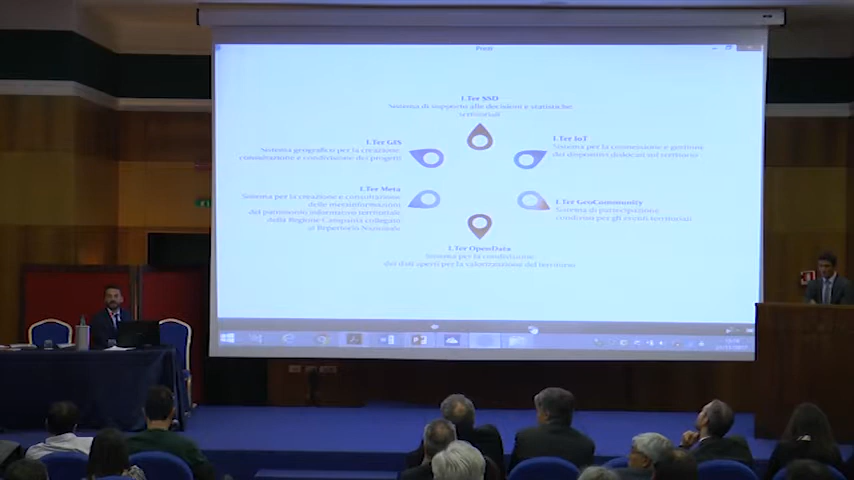 Prezi
I.Ter SSD
Sistema di supporto alle decisioni e statistiche
territoriali
I.Ter GIS
Sistema geografico per la creazione,
consultazione e condivisione dei progetti
I.Ter IoT
Sistema per la connessione e gestione
dei dispositivi dislocati sul territorio
I.Ter Meta
Sistema per la creazione e consultazione
delle metainformazioni
del patrimonio informativo territoriale
della Regione Campania collegata
al Repertorio Nazionale
I.Ter GeoCommunity
Sistema di partecipazione
condivisa per gli eventi territoriali
I.Ter OpenData
Sistema per la condivisione
dei dati aperti per la valorizzazione del territorio